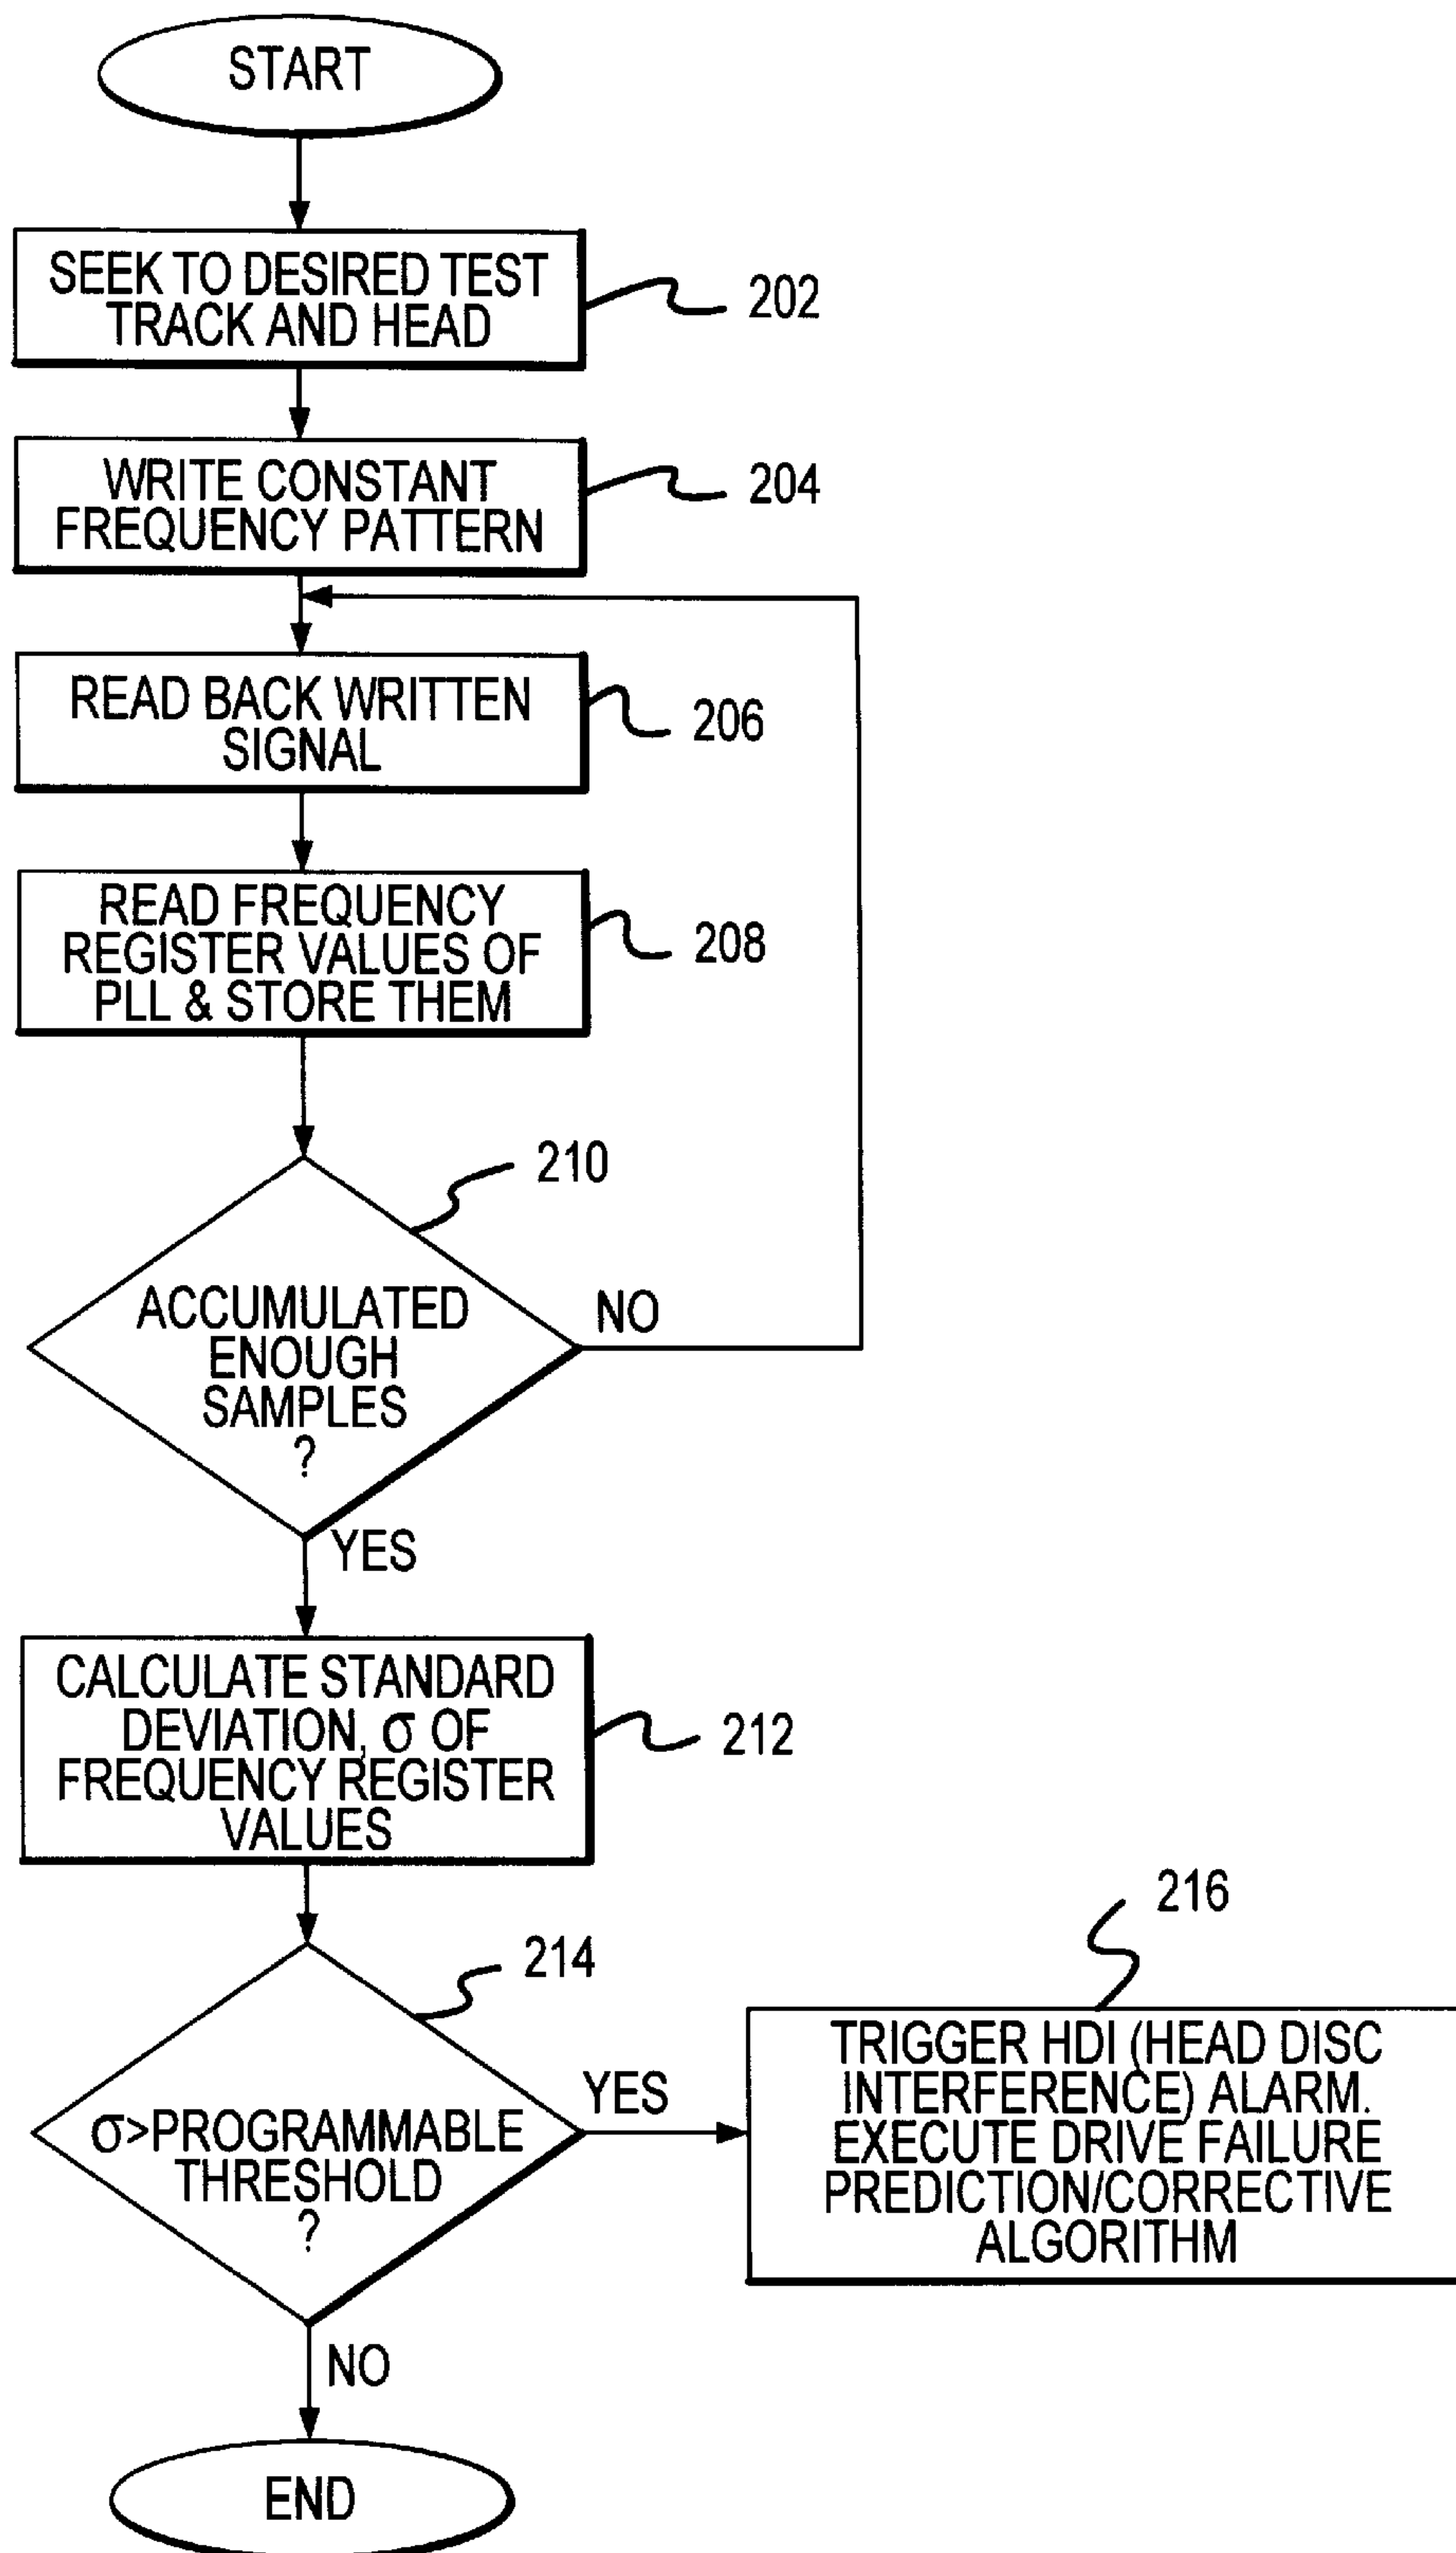 START
SEEK TO DESIRED TEST
TRACK AND HEAD
202
WRITE CONSTANT
FREQUENCY PATTERN
204
READ BACK WRITTEN
SIGNAL
206
READ FREQUENCY
REGISTER VALUES OF
PLL & STORE THEM
208
210
ACCUMULATED
ENOUGH
SAMPLES
?
NO
YES
CALCULATE STANDARD
DEVIATION, σ OF
FREQUENCY REGISTER
VALUES
212
214
σ>PROGRAMMABLE
THRESHOLD
?
YES
216
TRIGGER HDI (HEAD DISC
INTERFERENCE) ALARM.
EXECUTE DRIVE FAILURE
PREDICTION/CORRECTIVE
ALGORITHM
NO
END